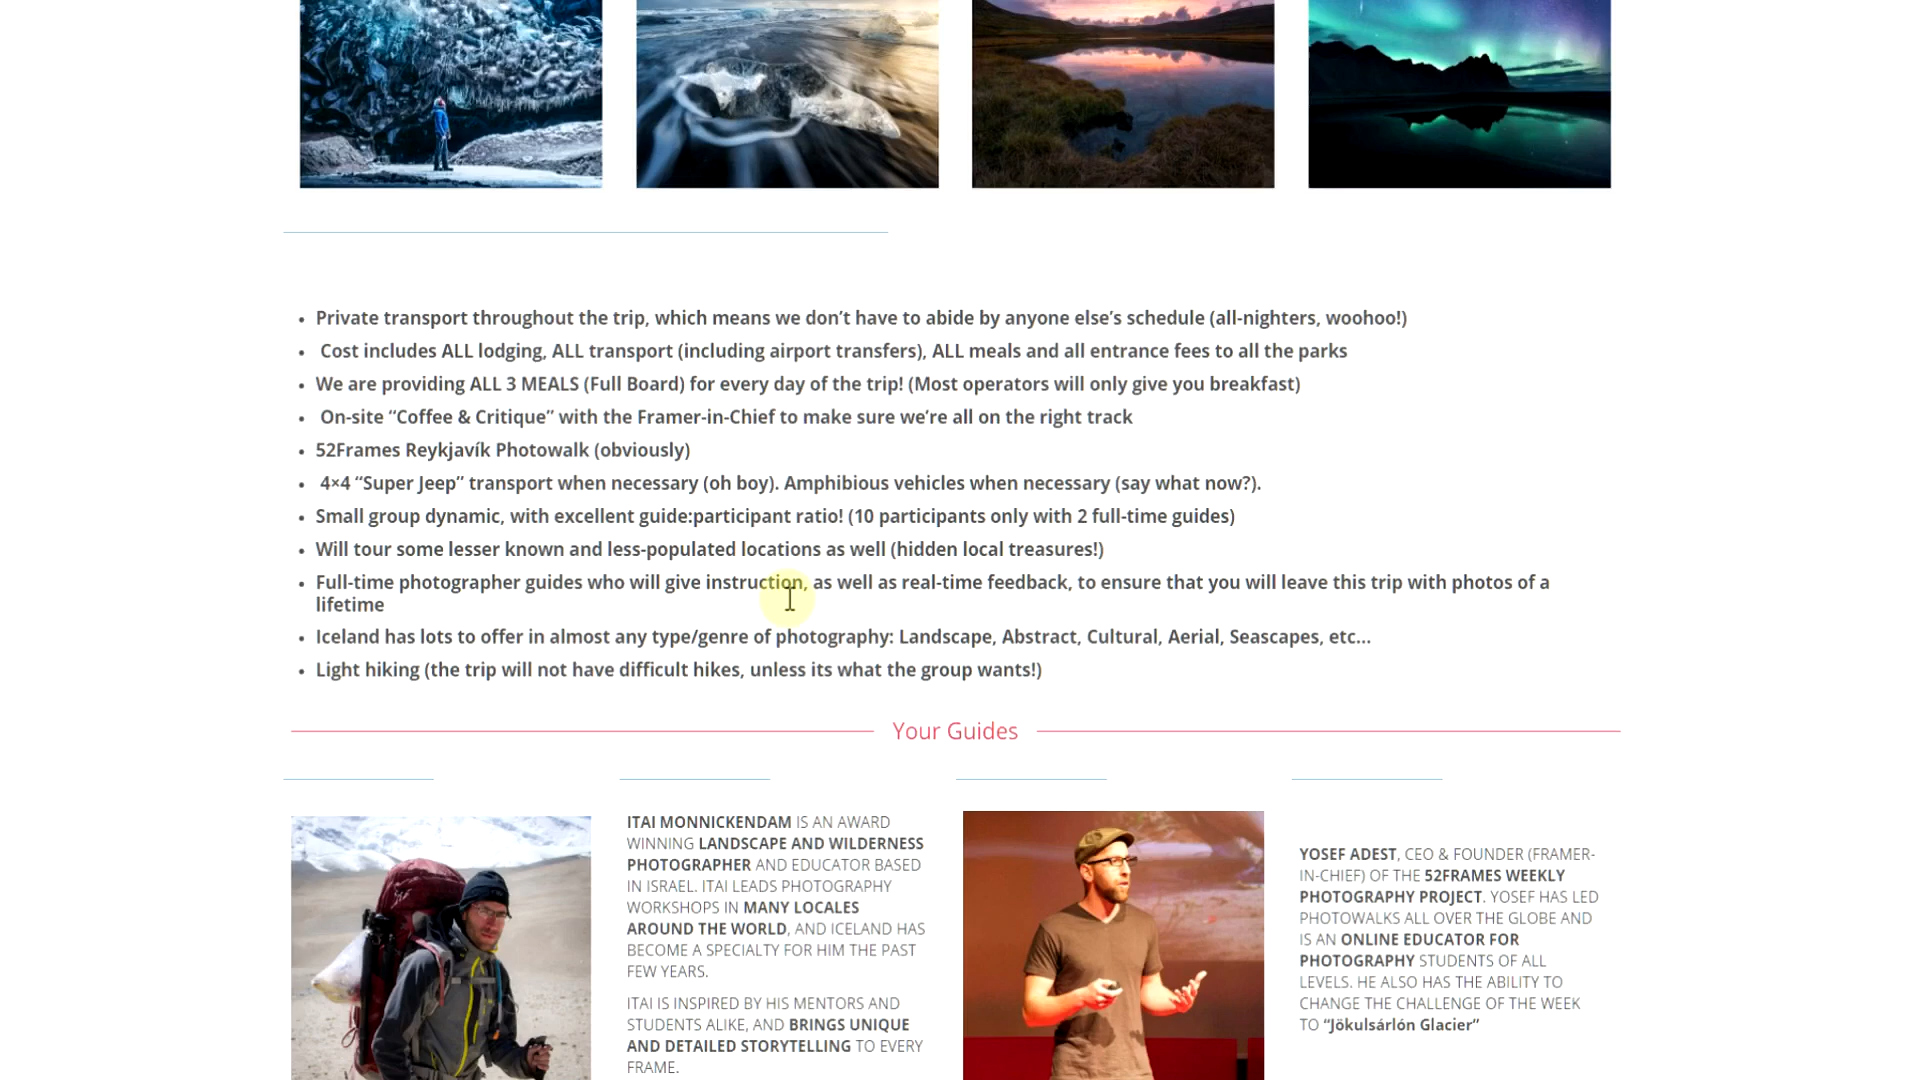 • Private transport throughout the trip, which means we don’t have to abide by anyone else’s schedule (all-nighters, woohoo!)
• Cost includes ALL lodging, ALL transport (including airport transfers), ALL meals and all entrance fees to all the parks
• We are providing ALL 3 MEALS (Full Board) for every day of the trip! (Most operators will only give you breakfast)
• On-site “Coffee & Critique” with the Framer-in-Chief to make sure we’re all on the right track
• 52Frames Reykjavík Photowalk (obviously)
• 4×4 “Super Jeep” transport when necessary (oh boy). Amphibious vehicles when necessary (say what now?).
• Small group dynamic, with excellent guide:participant ratio! (10 participants only with 2 full-time guides)
• Will tour some lesser known and less-populated locations as well (hidden local treasures!)
• Full-time photographer guides who will give instruction, as well as real-time feedback, to ensure that you will leave this trip with photos of a
lifetime
• Iceland has lots to offer in almost any type/genre of photography: Landscape, Abstract, Cultural, Aerial, Seascapes, etc...
• Light hiking (the trip will not have difficult hikes, unless its what the group wants!)
Your Guides
ITAI MONNICKENDAM IS AN AWARD
WINNING LANDSCAPE AND WILDERNESS
PHOTOGRAPHER AND EDUCATOR BASED
IN ISRAEL. ITAI LEADS PHOTOGRAPHY
WORKSHOPS IN MANY LOCALES
AROUND THE WORLD, AND ICELAND HAS
BECOME A SPECIALTY FOR HIM THE PAST
FEW YEARS.
ITAI IS INSPIRED BY HIS MENTORS AND
STUDENTS ALIKE, AND BRINGS UNIQUE
AND DETAILED STORYTELLING TO EVERY
FRAME.
YOSEF ADEST, CEO & FOUNDER (FRAMER-
IN-CHIEF) OF THE 52FRAMES WEEKLY
PHOTOGRAPHY PROJECT. YOSEF HAS LED
PHOTOWALKS ALL OVER THE GLOBE AND
IS AN ONLINE EDUCATOR FOR
PHOTOGRAPHY STUDENTS OF ALL
LEVELS. HE ALSO HAS THE ABILITY TO
CHANGE THE CHALLENGE OF THE WEEK
TO “Jökulsárlón Glacier”